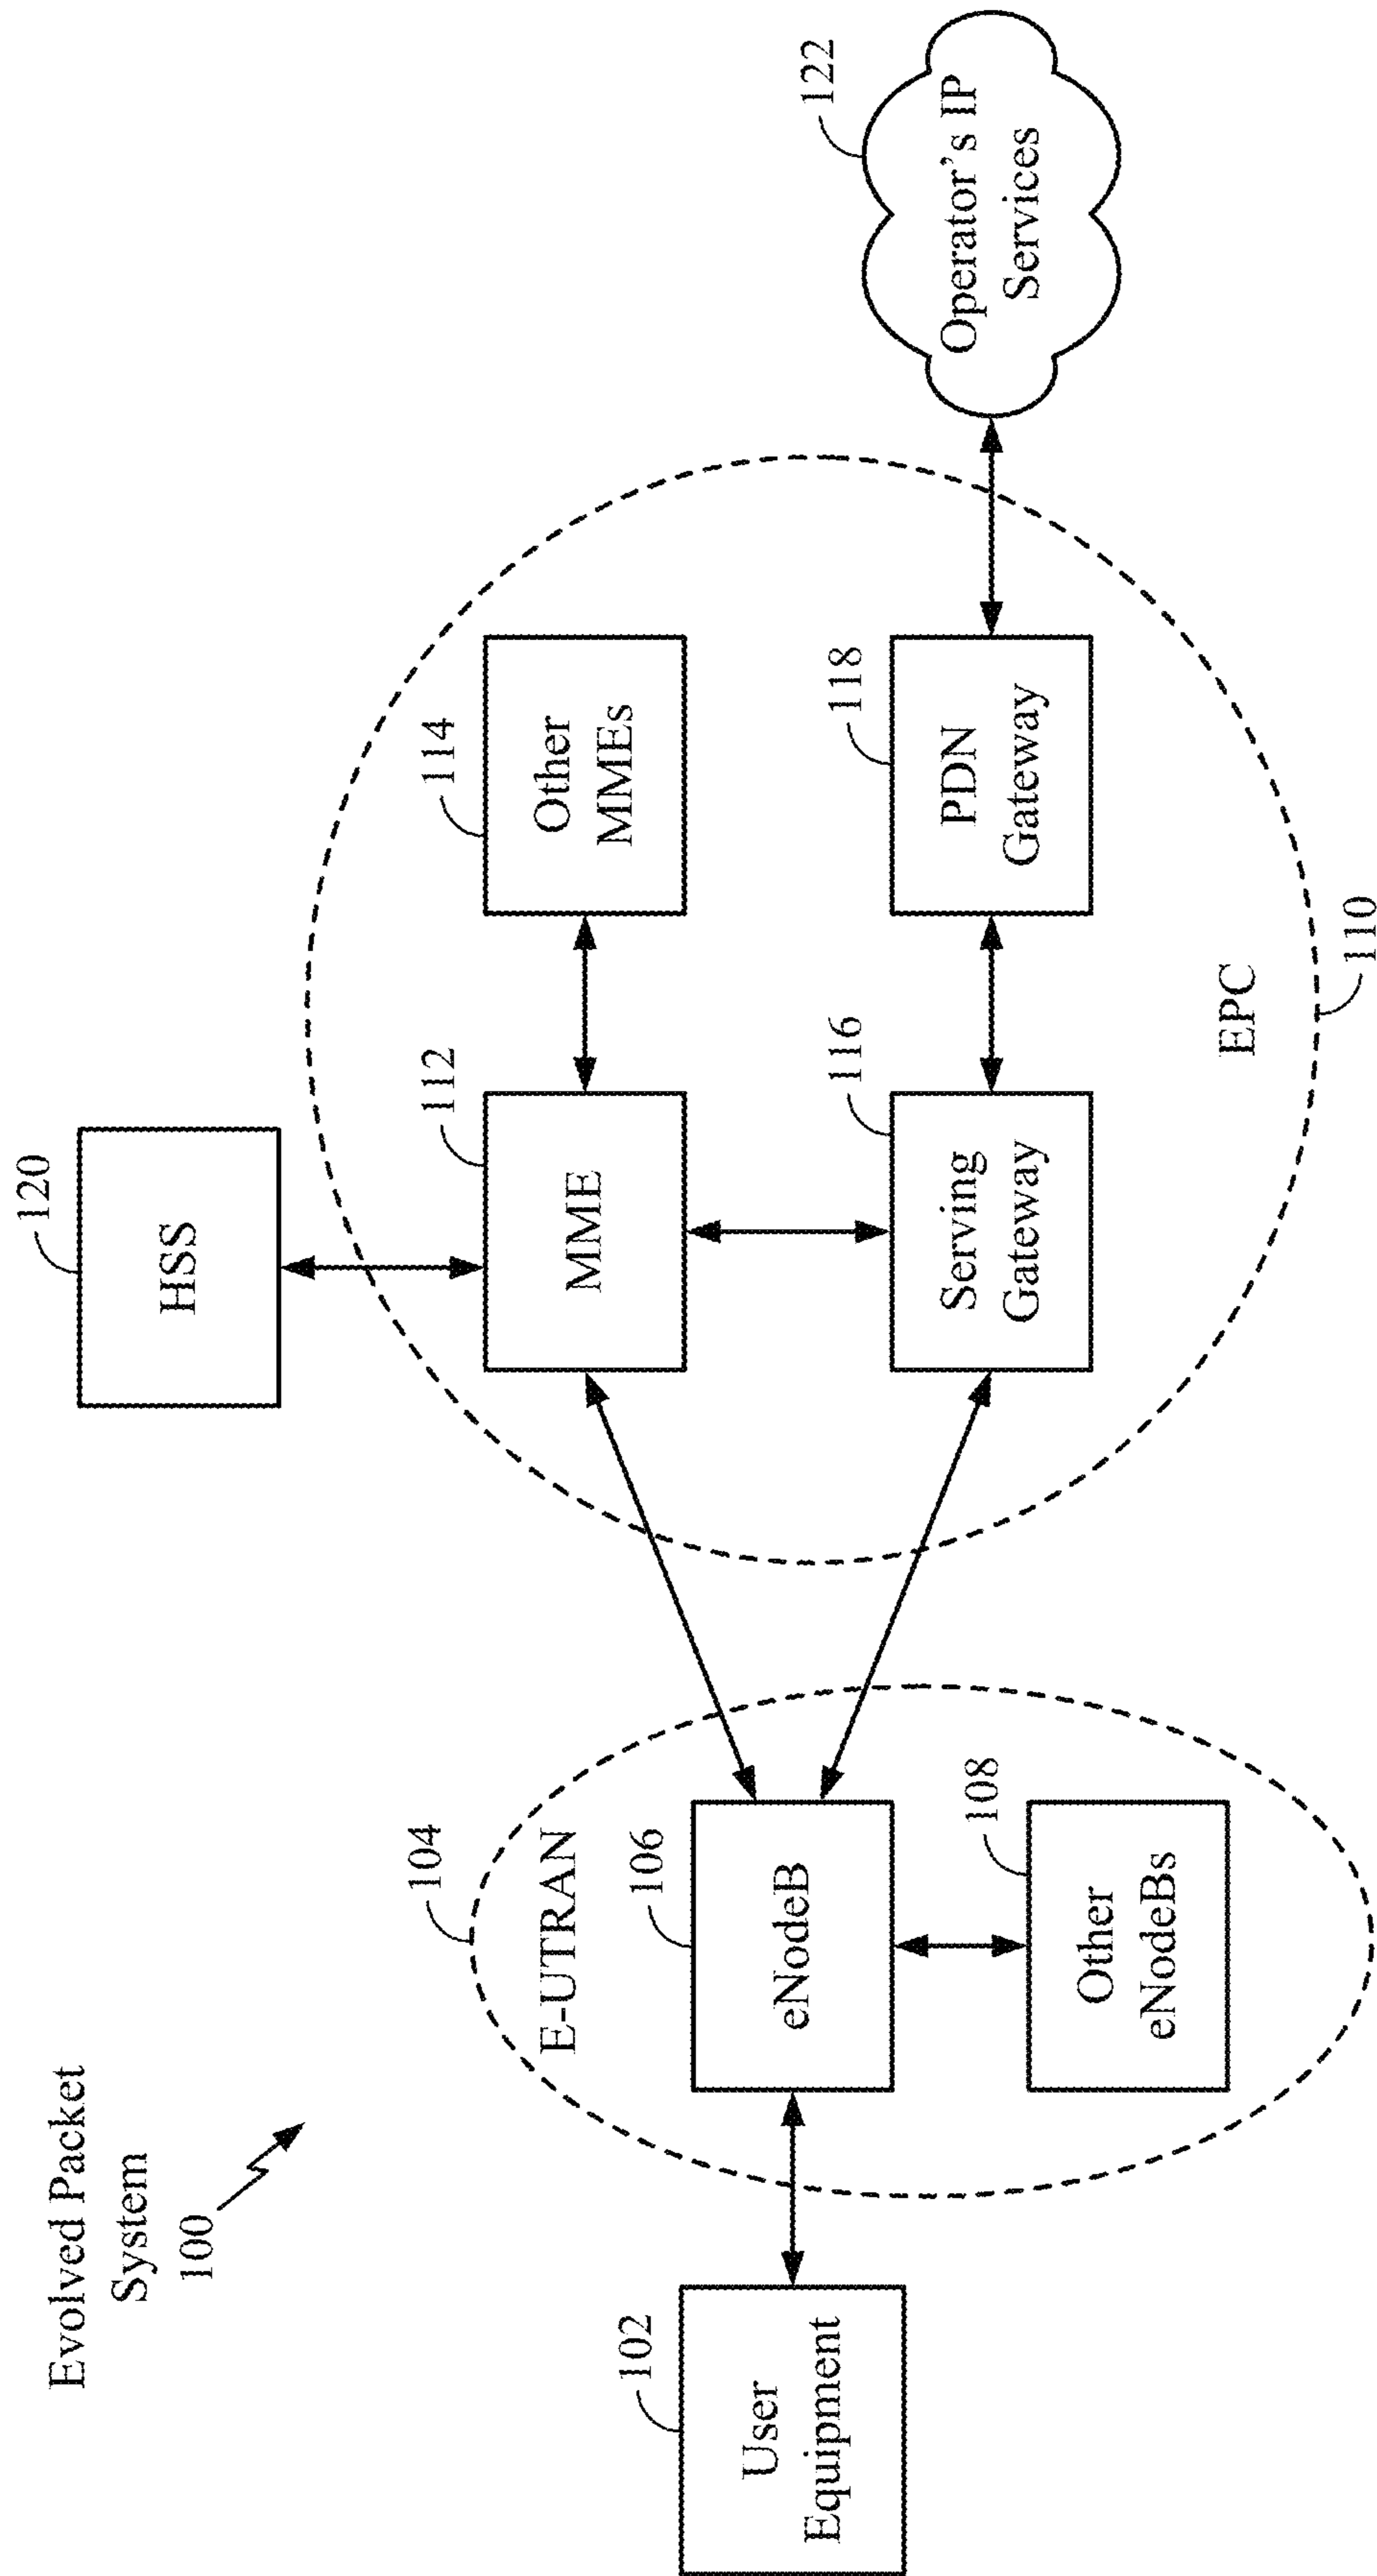 Evolved Packet
System
100
120
HSS
104
E-UTRAN
112
MME
114
Other
MMEs
102
User
Equipment
106
eNodeB
108
Other
eNodeBs
116
Serving
Gateway
118
PDN
Gateway
122
Operator's IP
Services
EPC
110